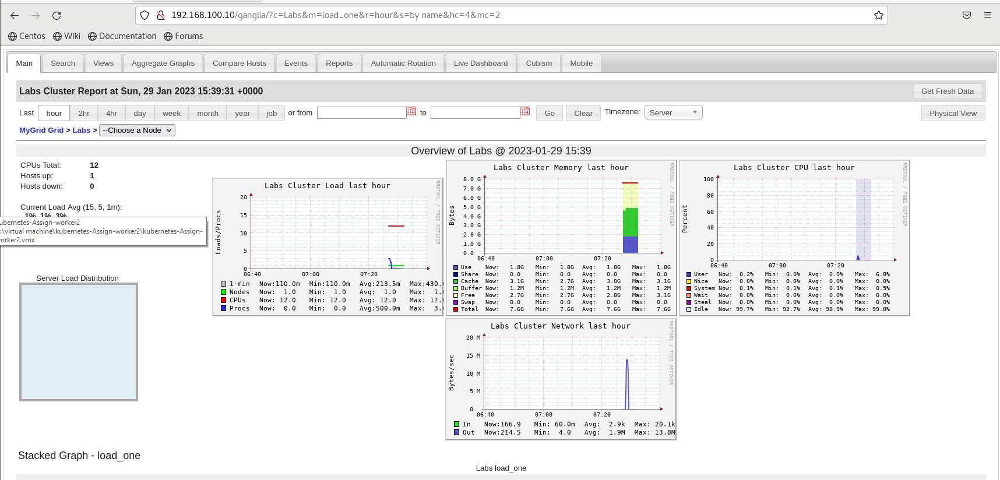 192.168.100.10/ganglia/?c=Labs&m=load_one&r=hour&s=by name&hc=4&mc=2
Centos Wiki Documentation Forums
Main Search Views Aggregate Graphs Compare Hosts Events Reports Automatic Rotation Live Dashboard Cubism Mobile
Labs Cluster Report at Sun, 29 Jan 2023 15:39:31 +0000 Get Fresh Data
Last hour 2hr 4hr day week month year job or from to Go Clear Timezone: Server Physical View
MyGrid Grid > Labs > --Choose a Node
Overview of Labs @ 2023-01-29 15:39
CPUs Total: 12
Hosts up: 1
Hosts down: 0
Current Load Avg (15, 5, 1m):
1%, 1%, 3%
ubernetes-Assign-worker2
:\virtual machine\kubernetes-Assign-worker2\kubernetes-Assign-
orker2.vmx
Server Load Distribution
Labs Cluster Load last hour
RRDTOOL / TOBI OETIKER
Loads/Procs
20
15
10
5
0
06:40 07:00 07:20
1-min Now:110.0m Min:110.0m Avg:213.5m Max:430.
Nodes Now: 1.0 Min: 1.0 Avg: 1.0 Max: 1.
CPUs Now: 12.0 Min: 12.0 Avg: 12.0 Max: 12.
Procs Now: 0.0 Min: 0.0 Avg:500.0m Max: 3.
Labs Cluster Memory last hour
RRDTOOL / TOBI OETIKER
Bytes
8.0 G
7.0 G
6.0 G
5.0 G
4.0 G
3.0 G
2.0 G
1.0 G
0.0
06:40 07:00 07:20
Use Now: 1.8G Min: 1.8G Avg: 1.8G Max: 1.8G
Share Now: 0.0 Min: 0.0 Avg: 0.0 Max: 0.0
Cache Now: 3.1G Min: 2.7G Avg: 3.0G Max: 3.1G
Buffer Now: 1.2M Min: 1.2M Avg: 1.2M Max: 1.2M
Free Now: 2.7G Min: 2.7G Avg: 2.8G Max: 3.1G
Swap Now: 0.0 Min: 0.0 Avg: 0.0 Max: 0.0
Total Now: 7.6G Min: 7.6G Avg: 7.6G Max: 7.6G
Labs Cluster CPU last hour
RRDTOOL / TOBI OETIKER
Percent
100
80
60
40
20
0
06:40 07:00 07:20
User Now: 0.2% Min: 0.0% Avg: 0.9% Max: 6.8%
Nice Now: 0.0% Min: 0.0% Avg: 0.0% Max: 0.0%
System Now: 0.1% Min: 0.1% Avg: 0.1% Max: 0.5%
Wait Now: 0.0% Min: 0.0% Avg: 0.0% Max: 0.0%
Steal Now: 0.0% Min: 0.0% Avg: 0.0% Max: 0.0%
Idle Now: 99.7% Min: 92.7% Avg: 98.9% Max: 99.8%
Labs Cluster Network last hour
RRDTOOL / TOBI OETIKER
Bytes/sec
20 M
15 M
10 M
5 M
0
06:40 07:00 07:20
In Now:166.9 Min: 60.0m Avg: 2.9k Max: 20.1k
Out Now:214.5 Min: 4.0 Avg: 1.9M Max: 13.8M
Stacked Graph - load_one
Labs load_one